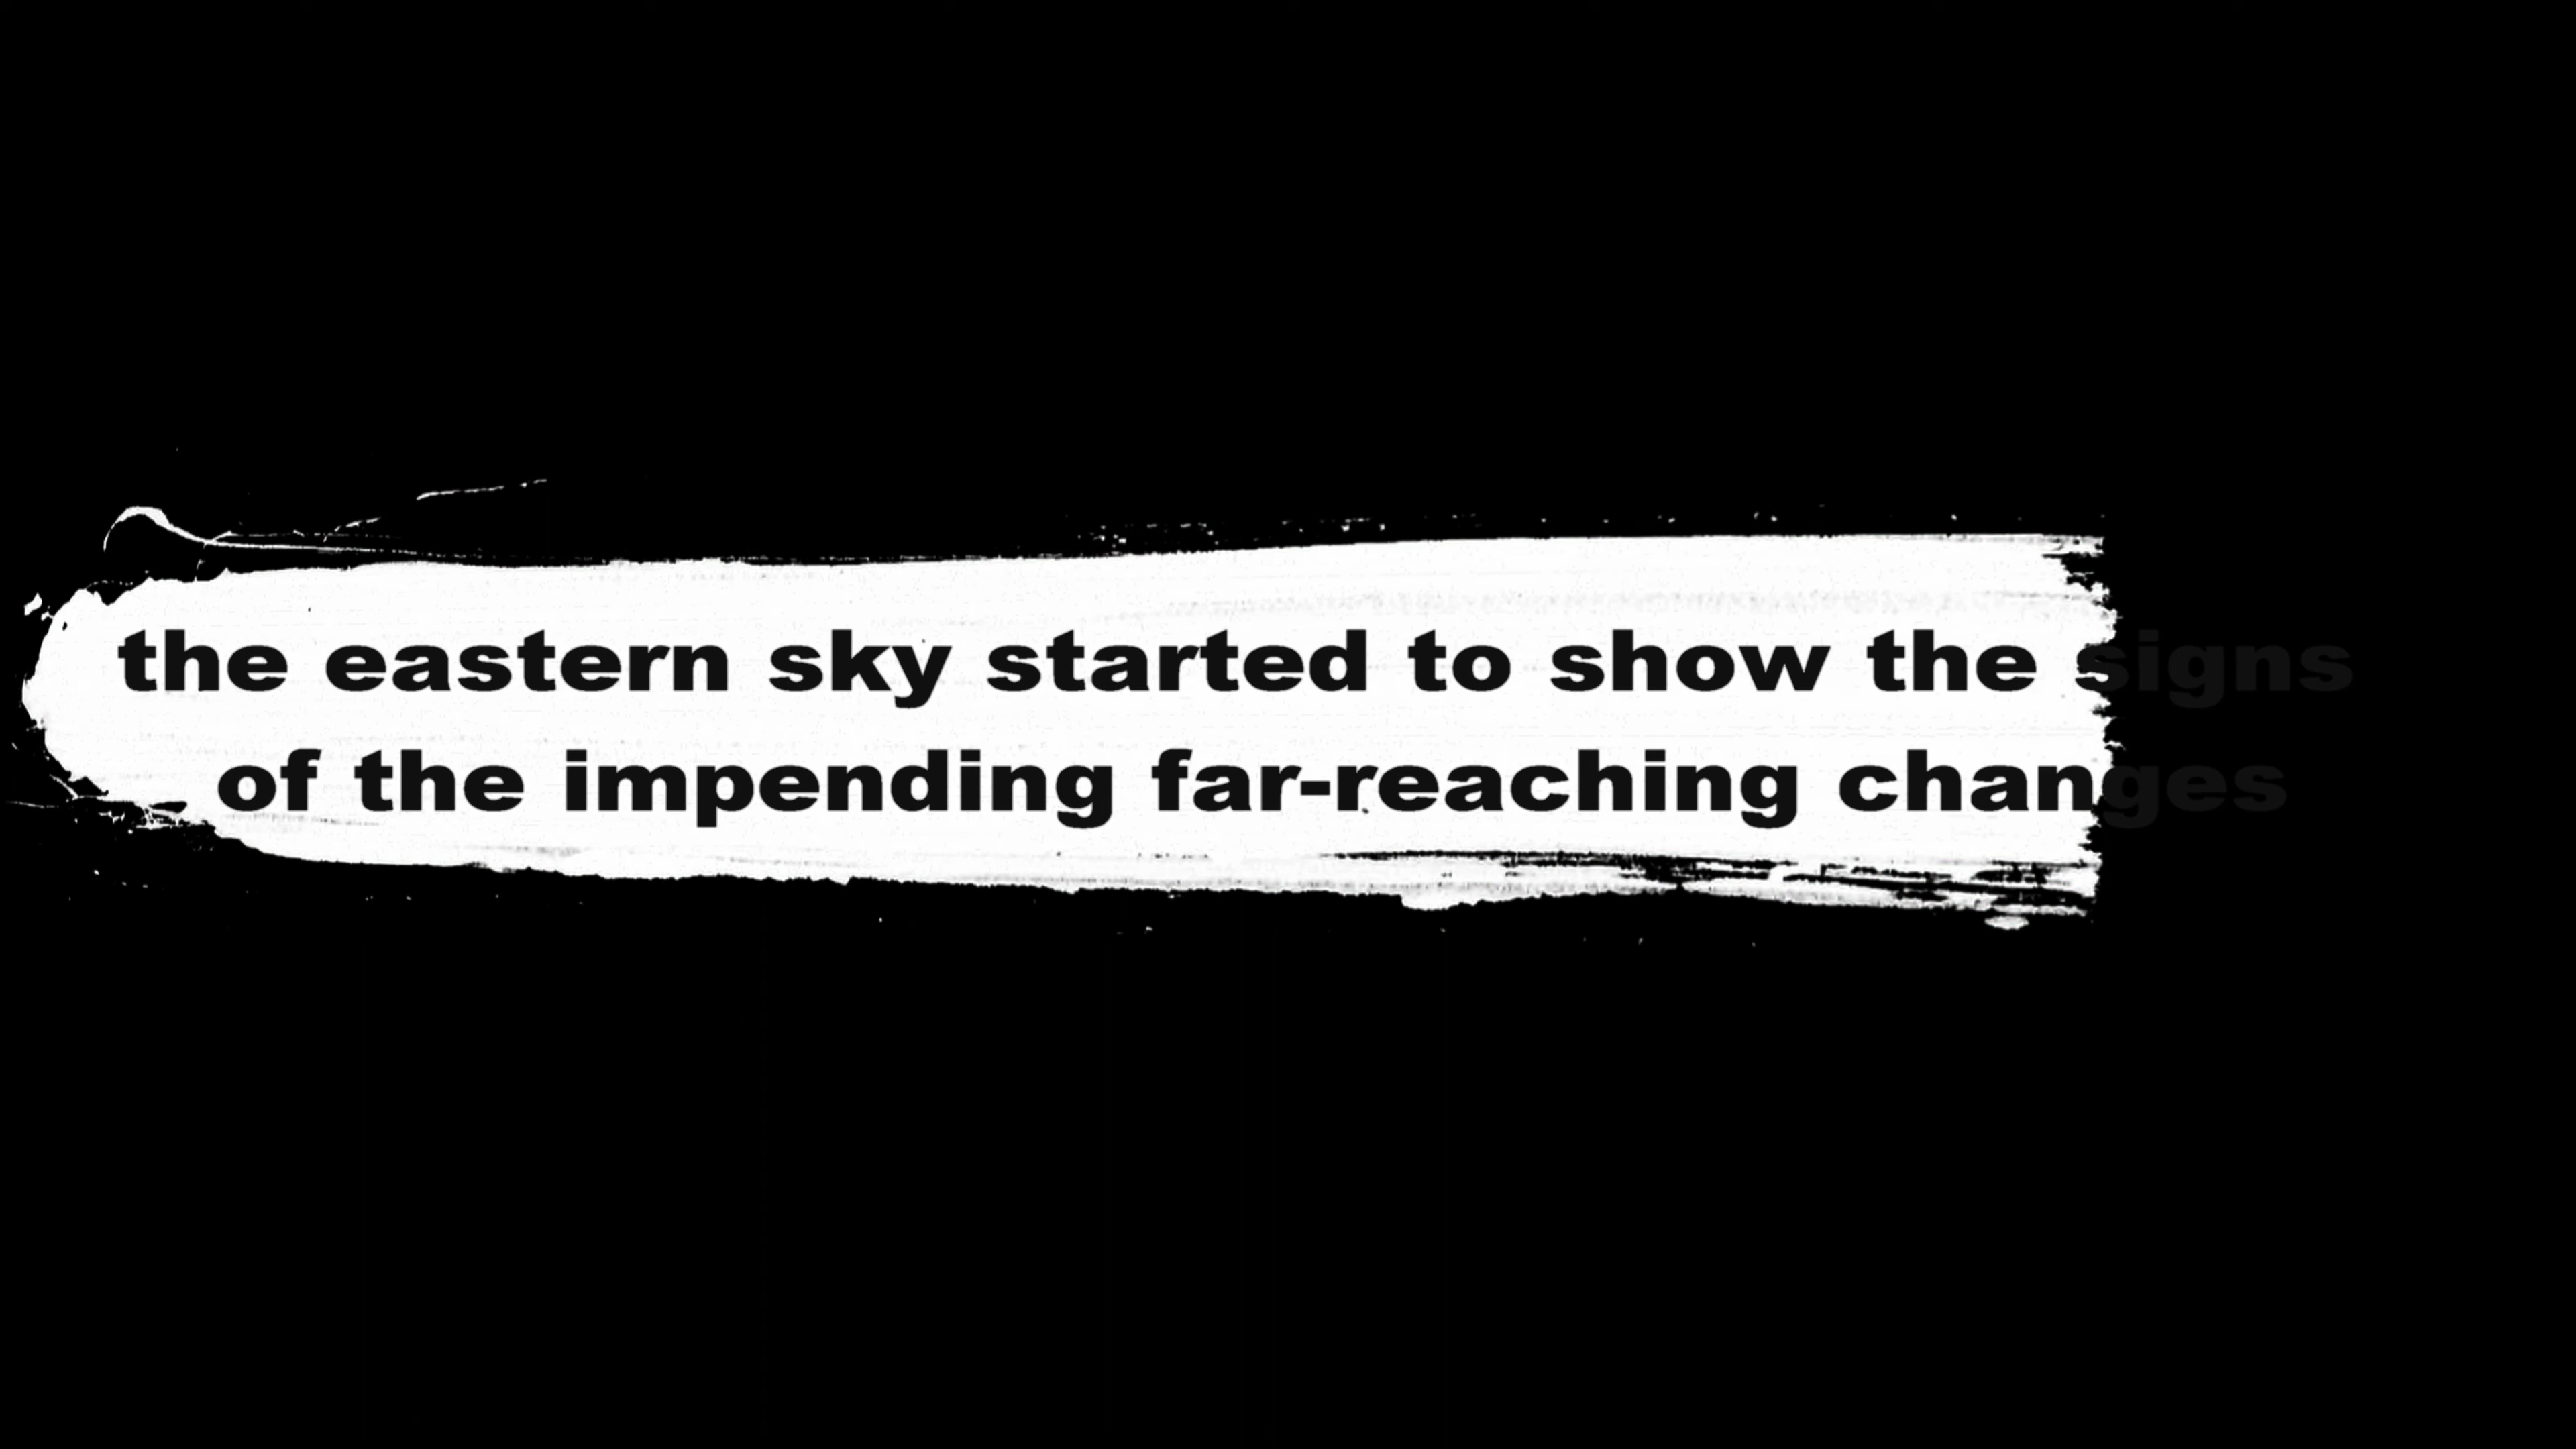 the eastern sky started to show the signs
of the impending far-reaching changes